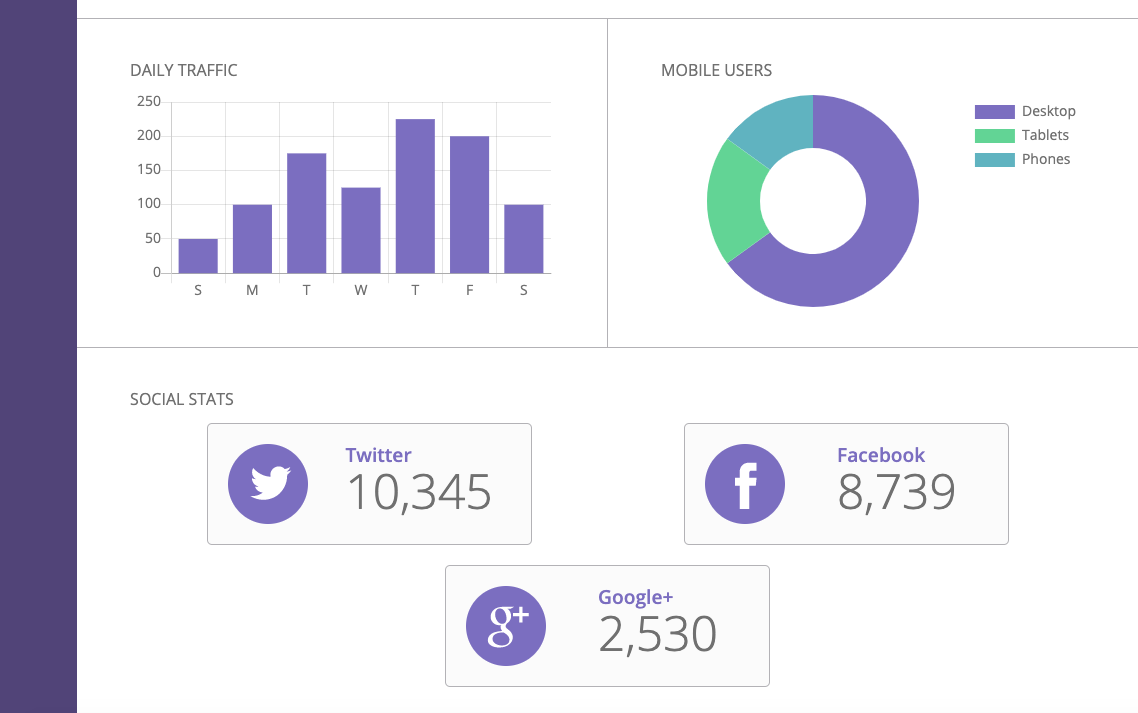 DAILY TRAFFIC
250
200
150
100
50
0
S M T W T F S
MOBILE USERS
Desktop
Tablets
Phones
SOCIAL STATS
Twitter
10,345
Facebook
8,739
g+
Google+
2,530